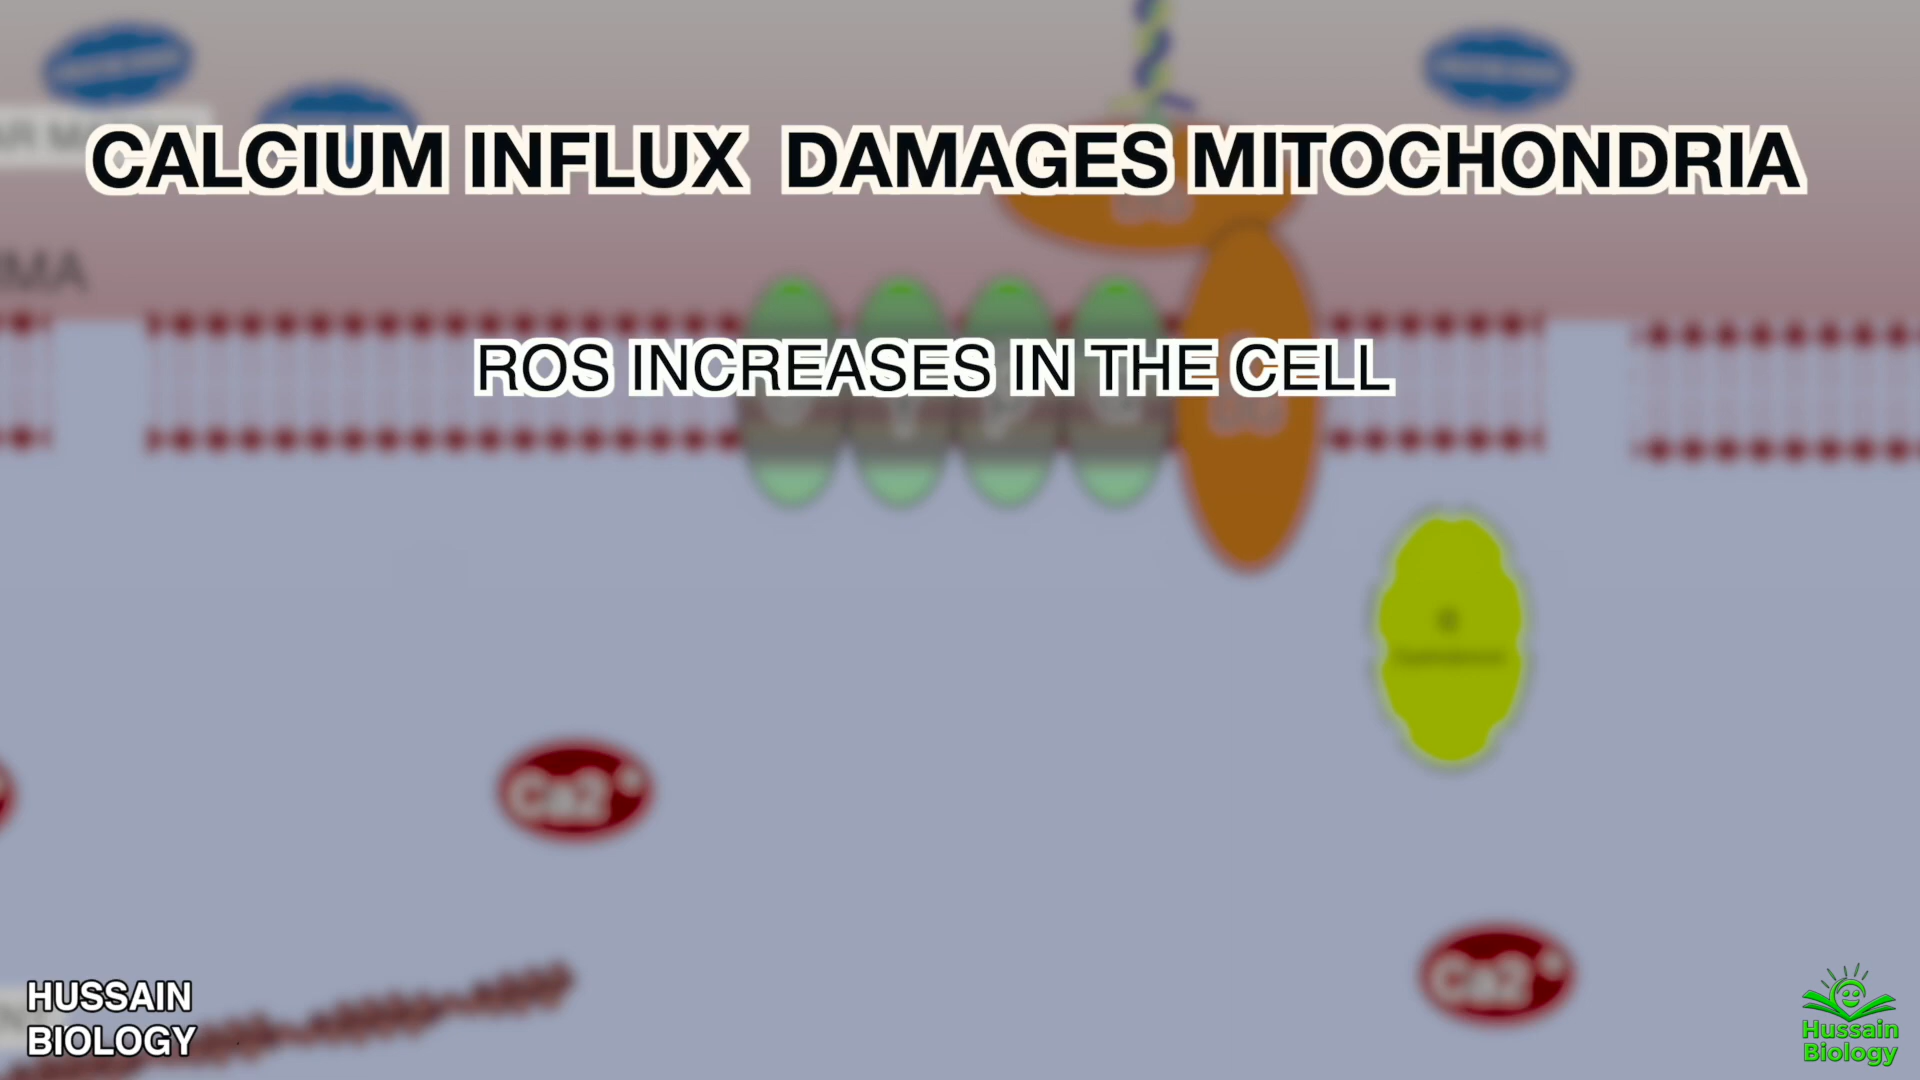 CALCIUM INFLUX DAMAGES MITOCHONDRIA
ROS INCREASES IN THE CELL
Ca2+
Ca2+
HUSSAIN
BIOLOGY
Hussain
Biology